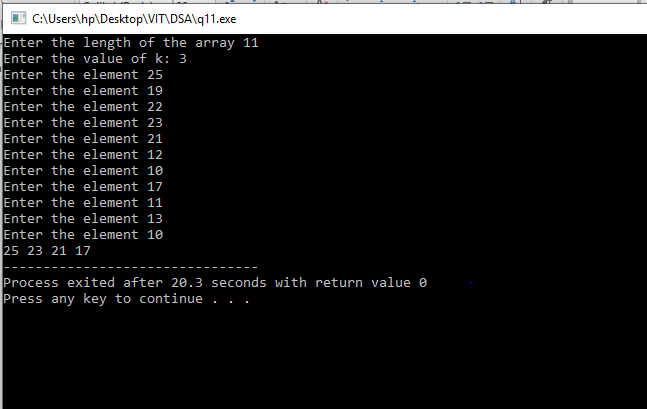 C:\Users\hp\Desktop\VIT\DSA\q11.exe
Enter the length of the array 11
Enter the value of k: 3
Enter the element 25
Enter the element 19
Enter the element 22
Enter the element 23
Enter the element 21
Enter the element 12
Enter the element 10
Enter the element 17
Enter the element 11
Enter the element 13
Enter the element 10
25 23 21 17
--------------------------------
Process exited after 20.3 seconds with return value 0
Press any key to continue . . .